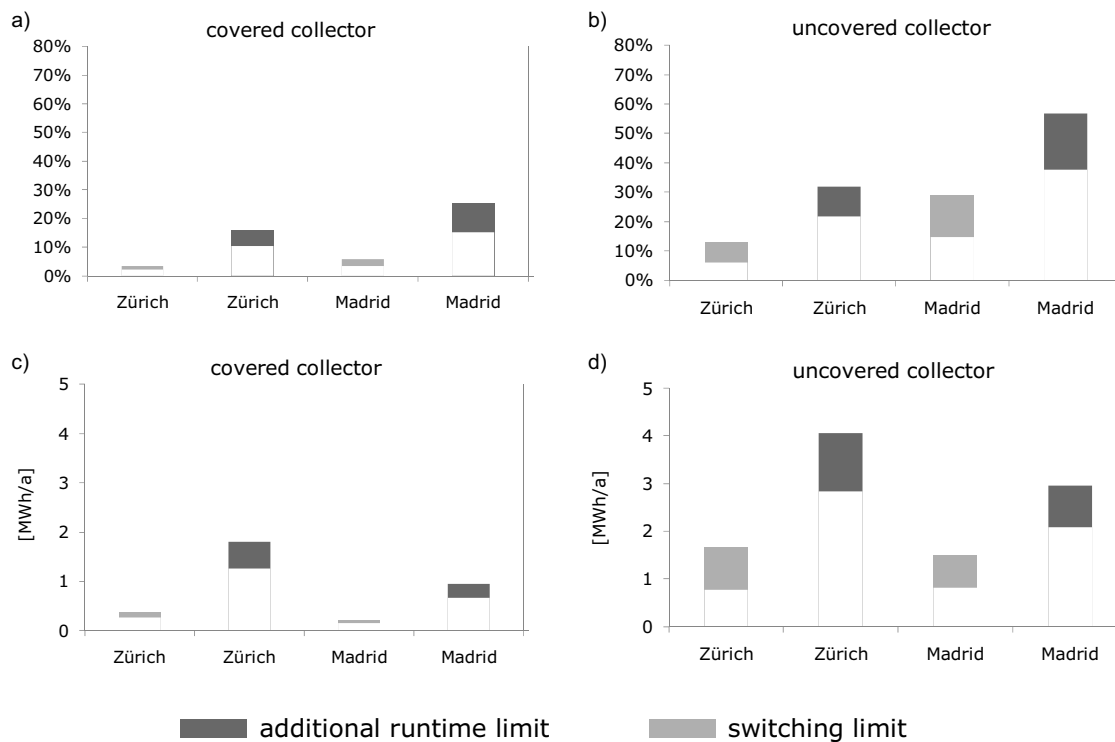 a)
covered collector
80%
70%
60%
50%
40%
30%
20%
10%
0%
Zürich Zürich Madrid Madrid
b)
uncovered collector
80%
70%
60%
50%
40%
30%
20%
10%
0%
Zürich Zürich Madrid Madrid
c)
covered collector
[MWh/a]
5
4
3
2
1
0
Zürich Zürich Madrid Madrid
d)
uncovered collector
[MWh/a]
5
4
3
2
1
0
Zürich Zürich Madrid Madrid
additional runtime limit switching limit